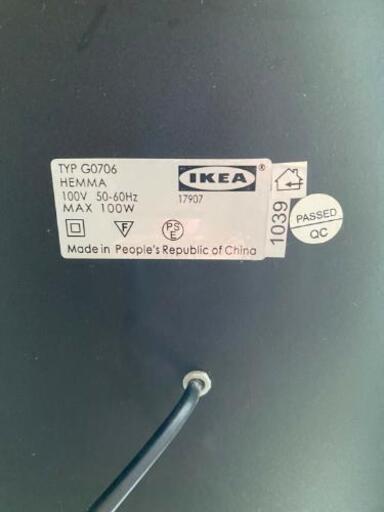 TYP G0706
HEMMA
100V 50-60Hz
MAX 100W
IKEA®
17907
F
PS
E
Made in People's Republic of China
1039
PASSED
QC